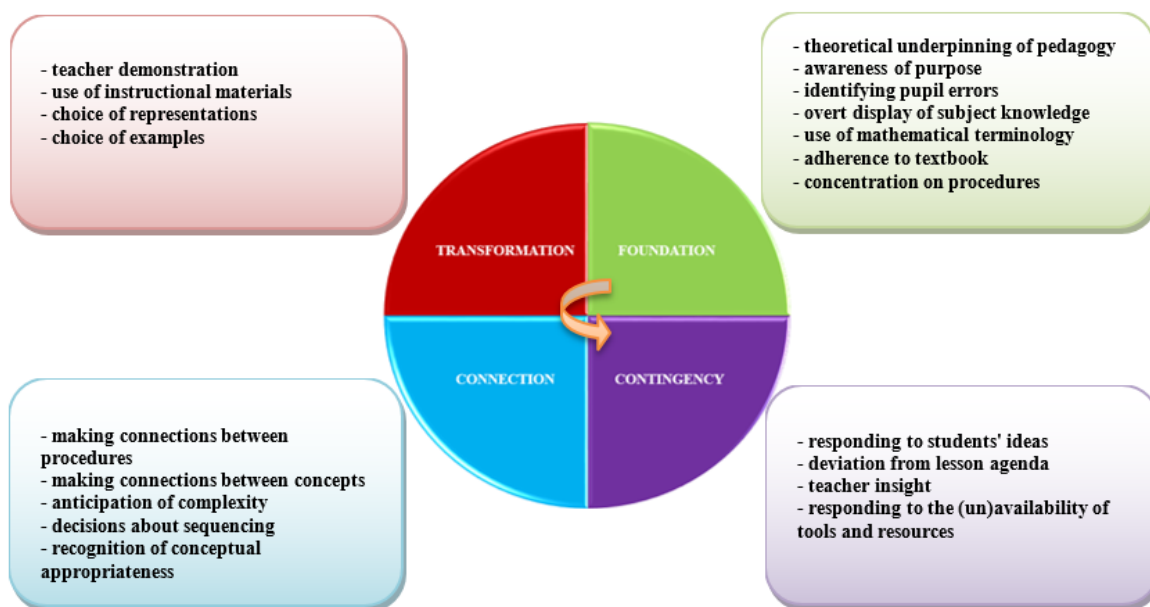 - teacher demonstration
- use of instructional materials
- choice of representations
- choice of examples
- theoretical underpinning of pedagogy
- awareness of purpose
- identifying pupil errors
- overt display of subject knowledge
- use of mathematical terminology
- adherence to textbook
- concentration on procedures
TRANSFORMATION
FOUNDATION
CONNECTION
CONTINGENCY
- making connections between
procedures
- making connections between concepts
- anticipation of complexity
- decisions about sequencing
- recognition of conceptual
appropriateness
- responding to students' ideas
- deviation from lesson agenda
- teacher insight
- responding to the (un)availability of
tools and resources